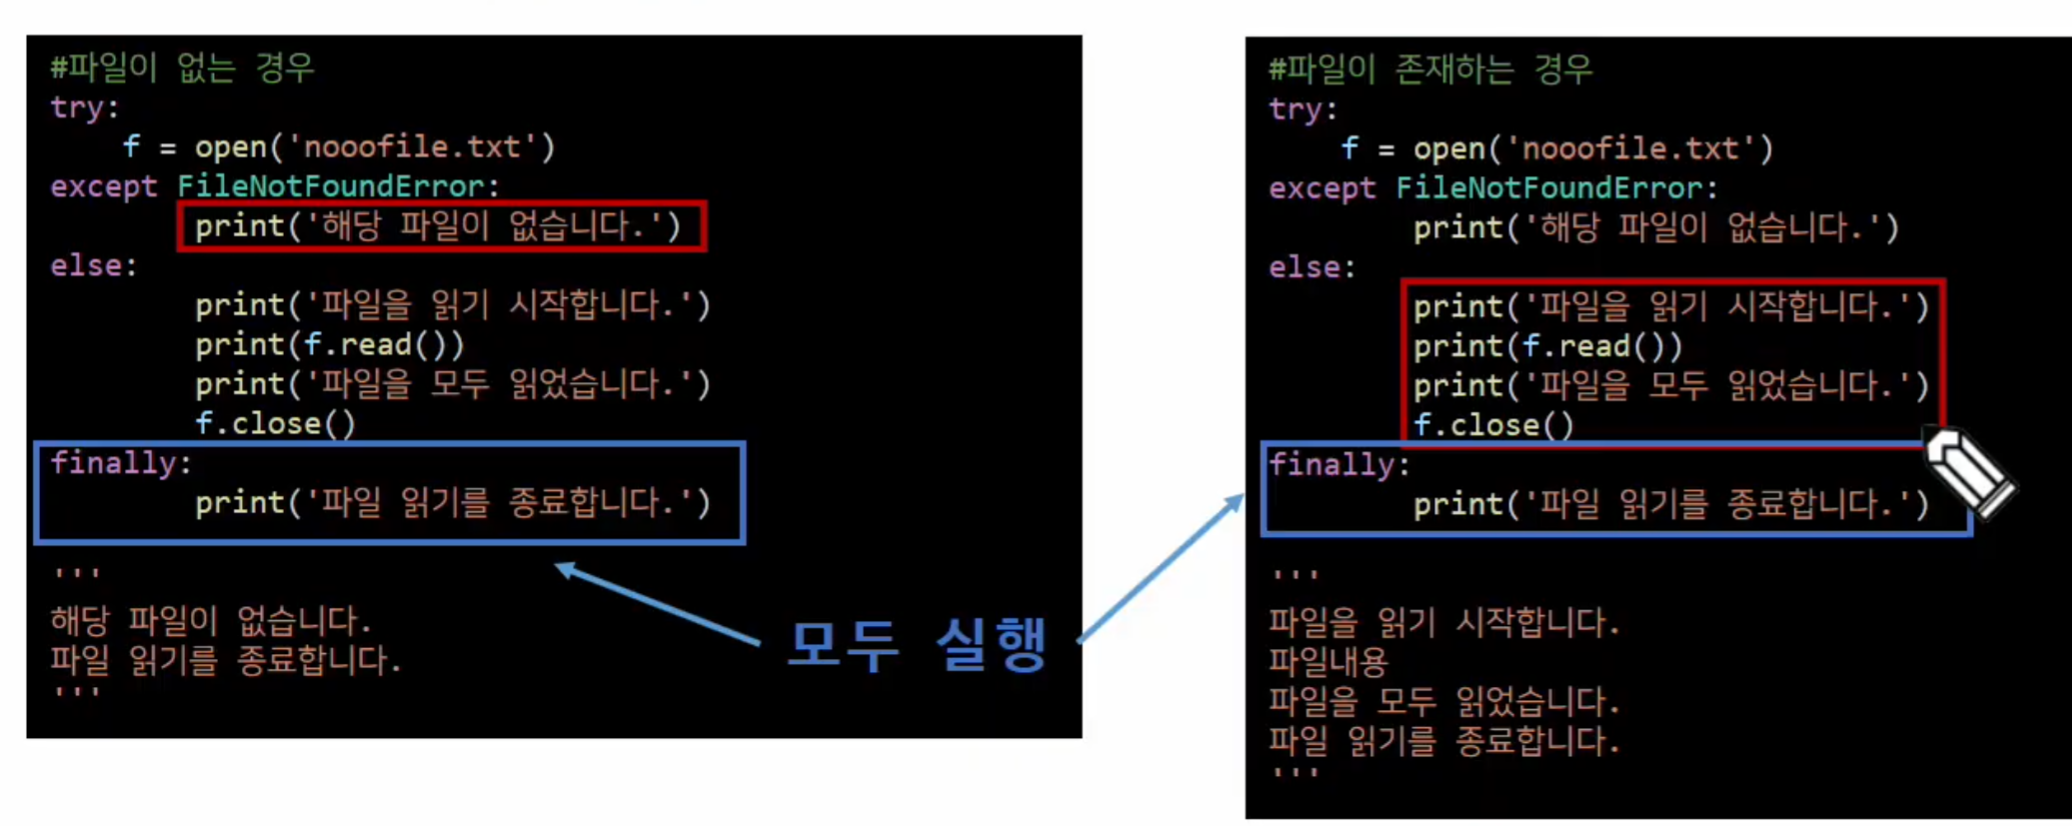 #파일이 없는 경우
try:
    f = open('nooofile.txt')
except FileNotFoundError:
        print('해당 파일이 없습니다.')
else:
        print('파일을 읽기 시작합니다.')
        print(f.read())
        print('파일을 모두 읽었습니다.')
        f.close()
finally:
        print('파일 읽기를 종료합니다.')
'''
해당 파일이 없습니다.
파일 읽기를 종료합니다.
'''
모두 실행
#파일이 존재하는 경우
try:
    f = open('nooofile.txt')
except FileNotFoundError:
        print('해당 파일이 없습니다.')
else:
        print('파일을 읽기 시작합니다.')
        print(f.read())
        print('파일을 모두 읽었습니다.')
        f.close()
finally:
        print('파일 읽기를 종료합니다.')
'''
파일을 읽기 시작합니다.
파일내용
파일을 모두 읽었습니다.
파일 읽기를 종료합니다.
'''